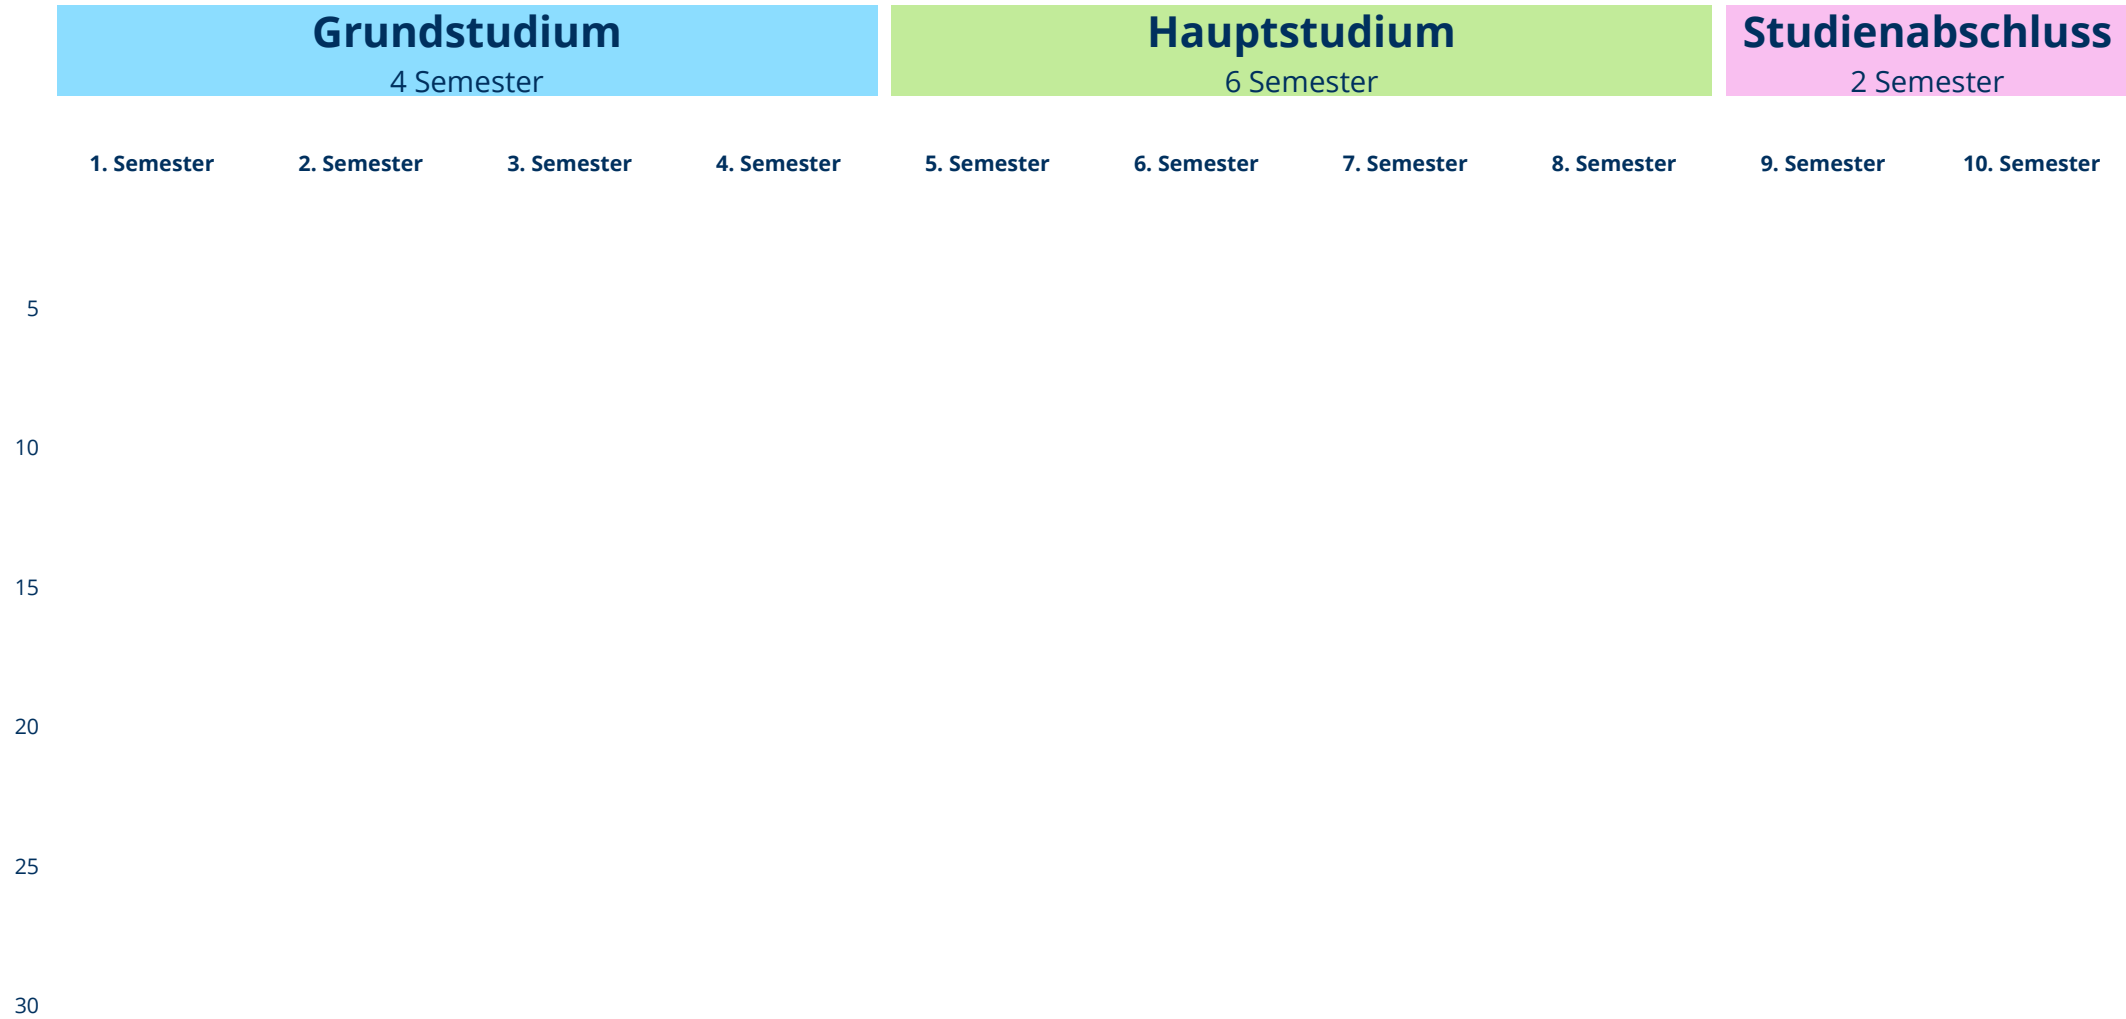 Grundstudium
4 Semester
Hauptstudium
6 Semester
Studienabschluss
2 Semester
1. Semester
2. Semester
3. Semester
4. Semester
5. Semester
6. Semester
7. Semester
8. Semester
9. Semester
10. Semester
5
10
15
20
25
30